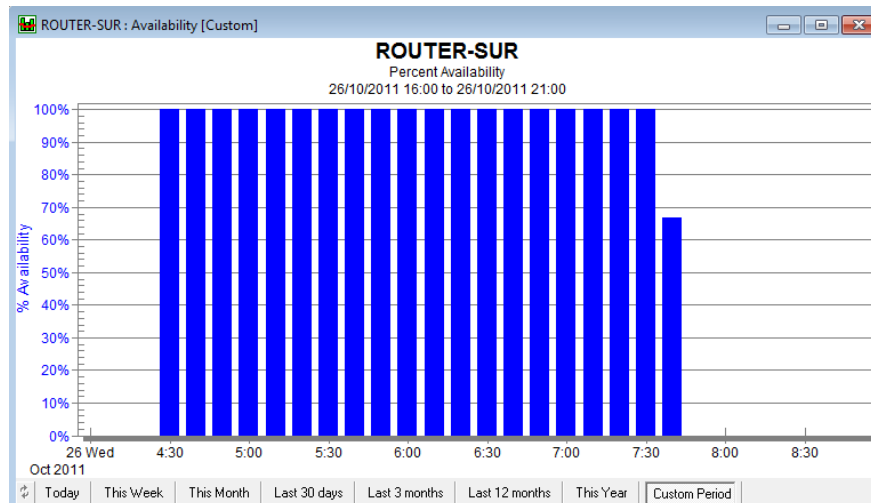 ROUTER-SUR : Availability [Custom]
ROUTER-SUR
Percent Availability
26/10/2011 16:00 to 26/10/2011 21:00
% Availability
100%
90%
80%
70%
60%
50%
40%
30%
20%
10%
0%
26 Wed 4:30 5:00 5:30 6:00 6:30 7:00 7:30 8:00 8:30
Oct 2011
Today This Week This Month Last 30 days Last 3 months Last 12 months This Year Custom Period